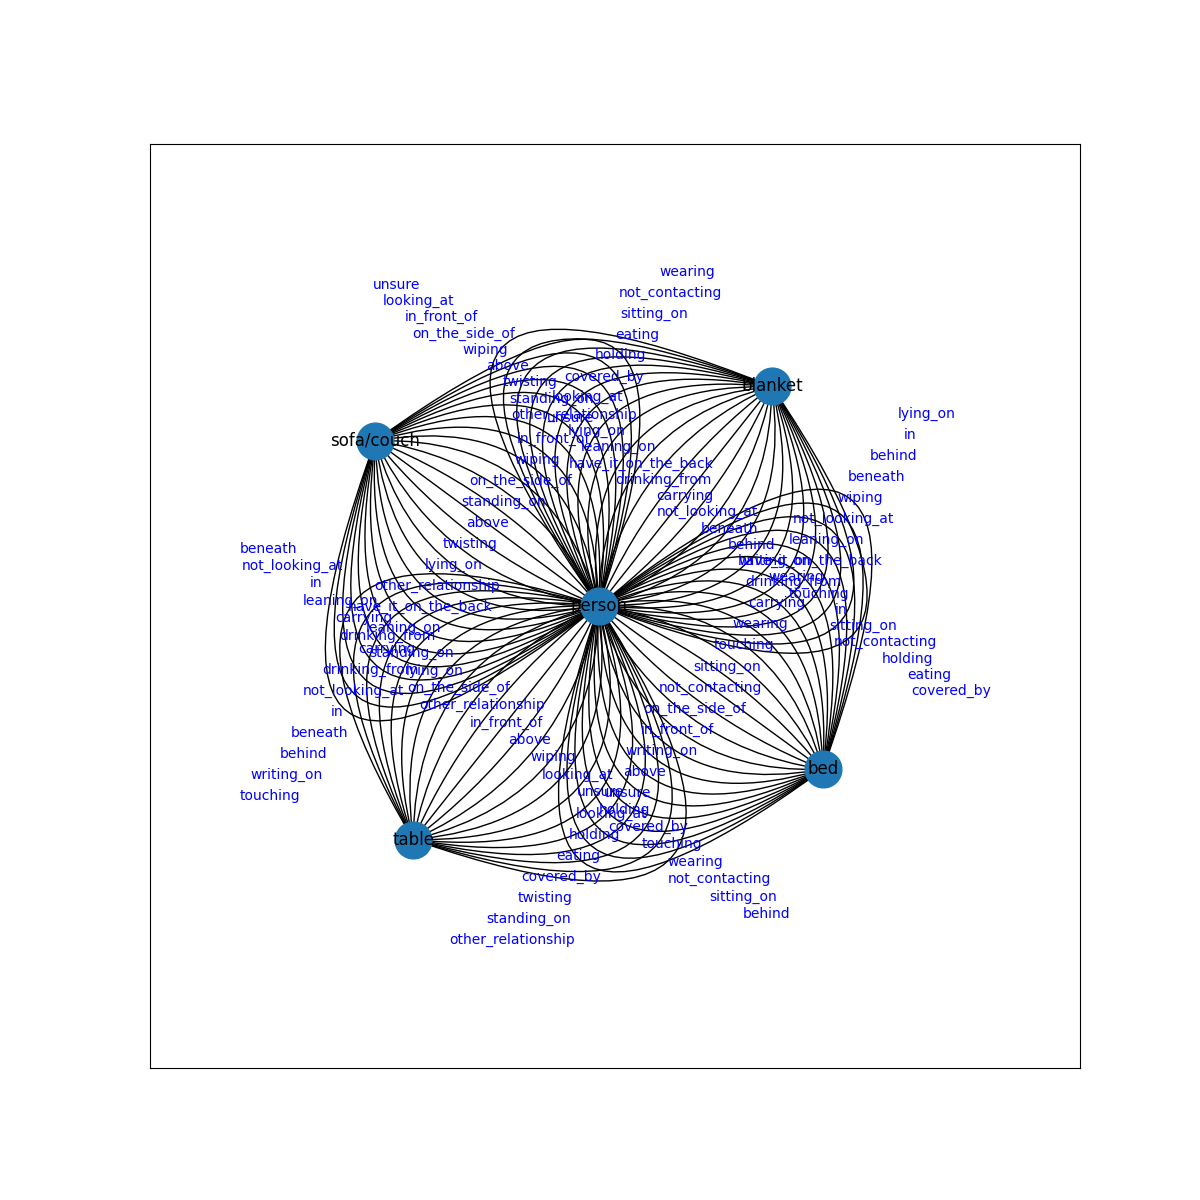 wearing
unsure
not_contacting
looking_at
sitting_on
in_front_of
on_the_side_of
eating
wiping
holding
above
covered_by
twisting
blanket
standing_on
looking_at
lying_on
other_relationship
unsure
lying_on
in
in_front_of
sofa/couch
leaning_on
behind
wiping
have_it_on_the_back
beneath
on_the_side_of
drinking_from
carrying
wiping
standing_on
not_looking_at
not_looking_at
above
beneath
leaning_on
twisting
behind
beneath
have_it_on_the_back
writing_on
not_looking_at
lying_on
wearing
drinking_from
in
other_relationship
touching
leaning_on
have_it_on_the_back
carrying
person
in
carrying
leaning_on
wearing
sitting_on
drinking_from
touching
not_contacting
carrying
standing_on
holding
drinking_from
lying_on
sitting_on
eating
not_looking_at
on_the_side_of
not_contacting
covered_by
in
other_relationship
on_the_side_of
beneath
in_front_of
in_front_of
behind
above
writing_on
writing_on
wiping
above
bed
touching
looking_at
unsure
unsure
holding
looking_at
table
holding
covered_by
touching
eating
wearing
covered_by
not_contacting
twisting
sitting_on
standing_on
behind
other_relationship